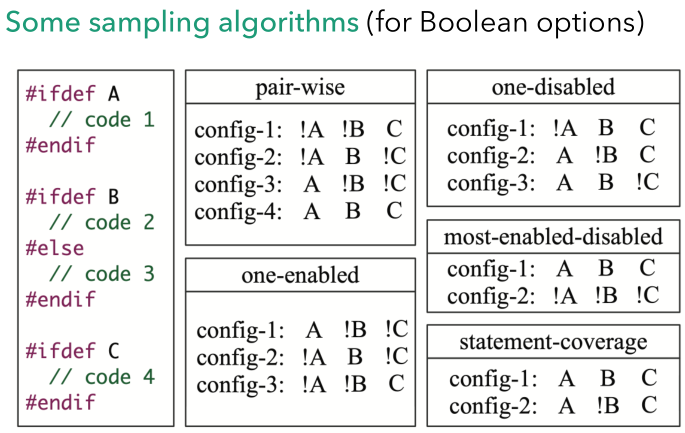 Some sampling algorithms (for Boolean options)
#ifdef A
// code 1
#endif
#ifdef B
// code 2
#else
// code 3
#endif
#ifdef C
// code 4
#endif
pair-wise
config-1: !A !B C
config-2: !A B !C
config-3: A !B !C
config-4: A B C
one-enabled
config-1: A !B !C
config-2: !A B !C
config-3: !A !B C
one-disabled
config-1: !A B C
config-2: A !B C
config-3: A B !C
most-enabled-disabled
config-1: A B C
config-2: !A !B !C
statement-coverage
config-1: A B C
config-2: A !B C